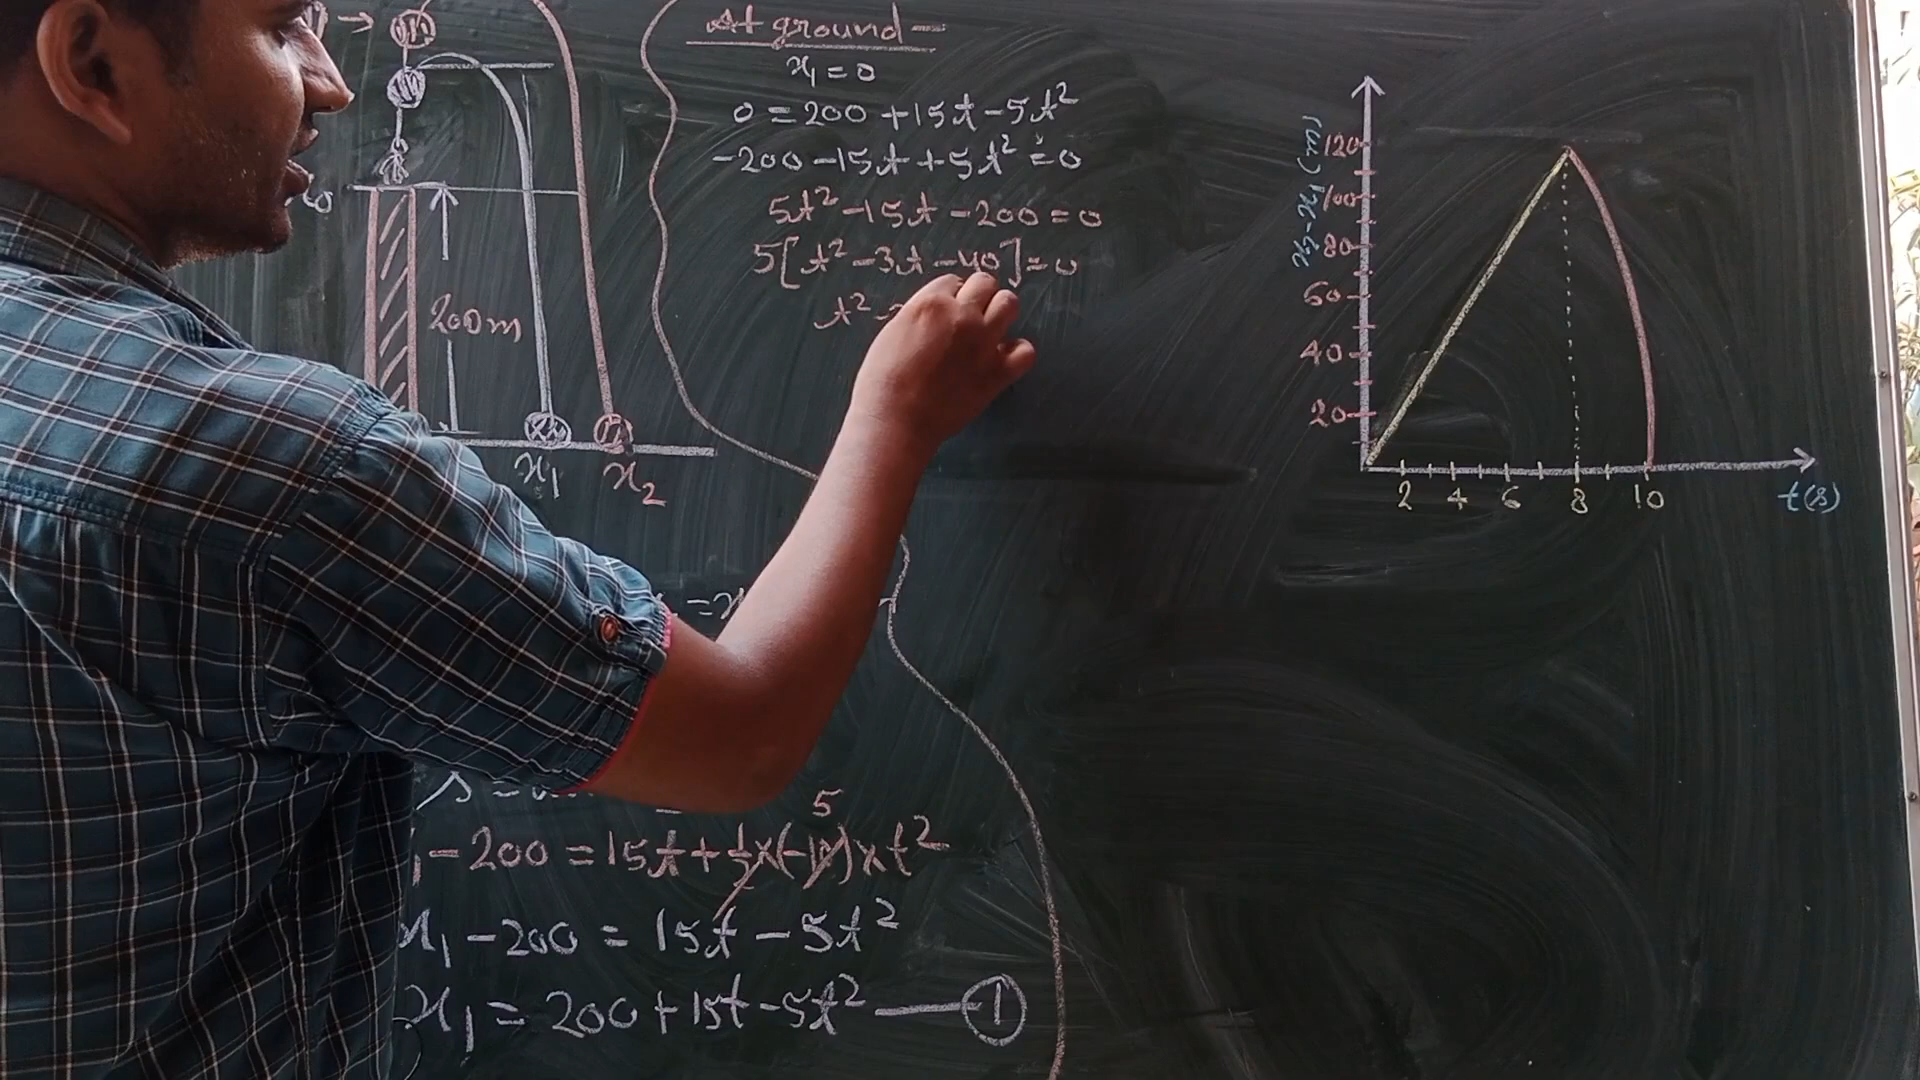 200m
x₁
x₂
At ground
x₁ = 0
0 = 200 + 15t - 5t²
-200 - 15t + 5t² = 0
5t² - 15t - 200 = 0
5[t² - 3t - 40] = 0
t² -
= x
5
-200 = 15t + ½ x (-10) x t²
x₁ - 200 = 15t - 5t²
x₁ = 200 + 15t - 5t² — ①
x₂-x₁ (m)
120
100
80
60
40
20
2 4 6 8 10 t(s)